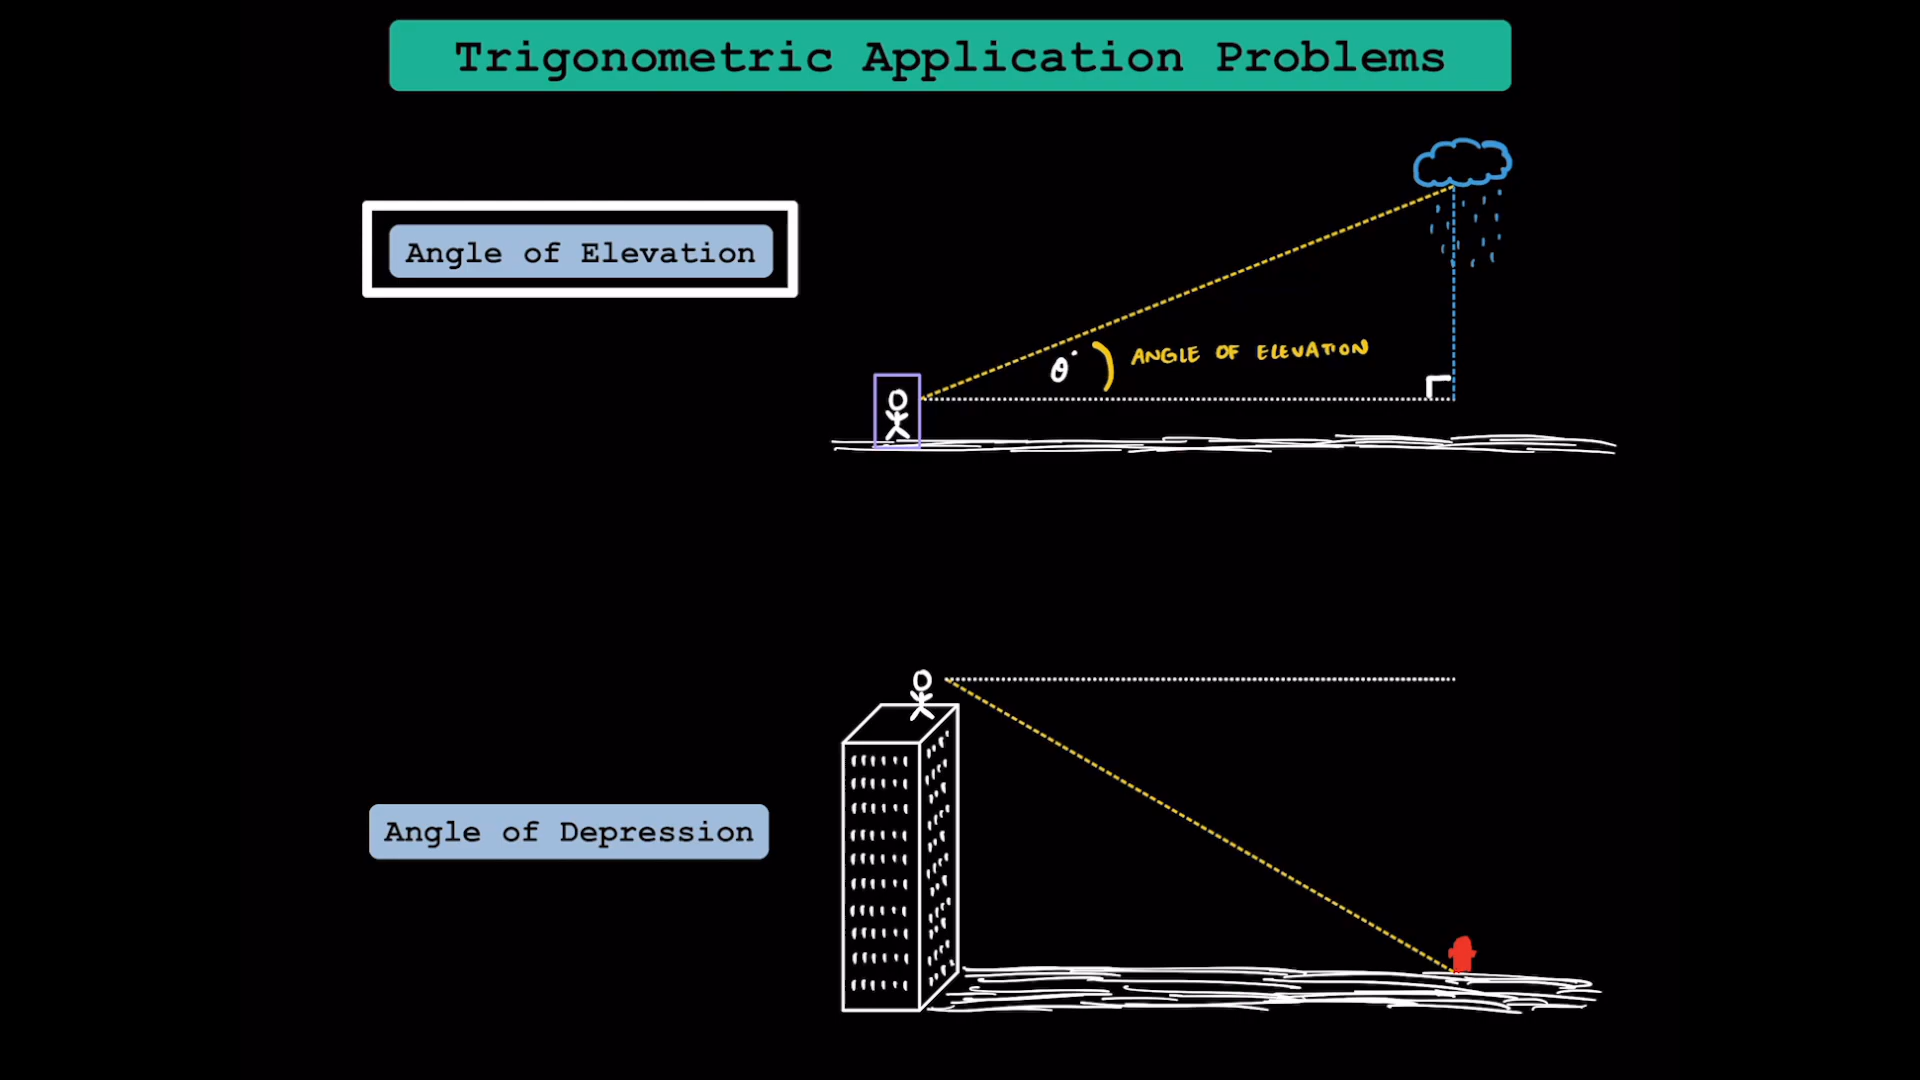 Trigonometric Application Problems
Angle of Elevation
θ° ANGLE OF ELEVATION
Angle of Depression